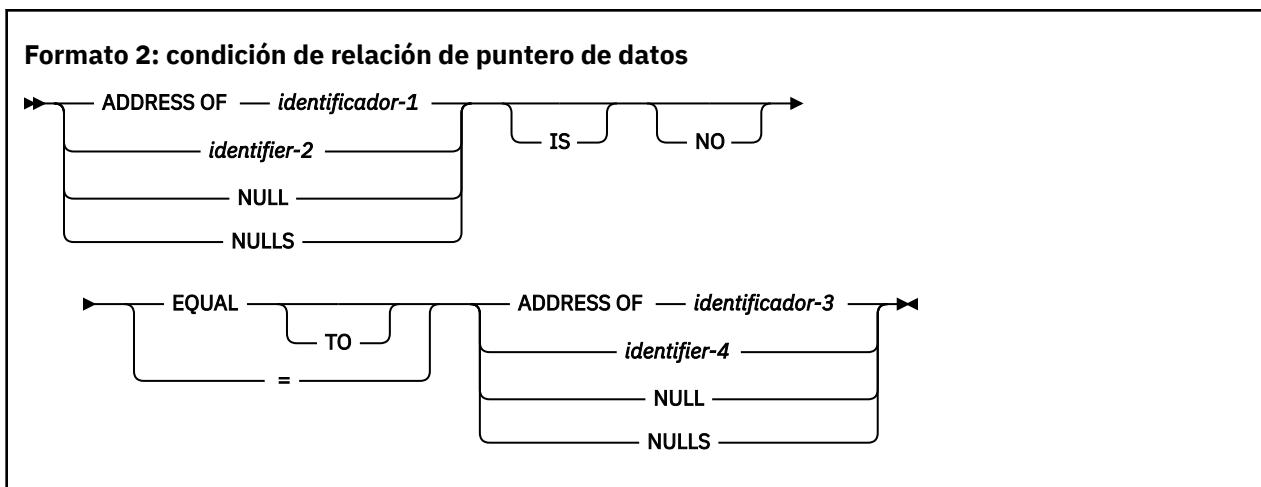 Formato 2: condición de relación de puntero de datos
ADDRESS OF identificador-1
identifier-2
NULL
NULLS
IS
NO
EQUAL
TO
=
ADDRESS OF identificador-3
identifier-4
NULL
NULLS